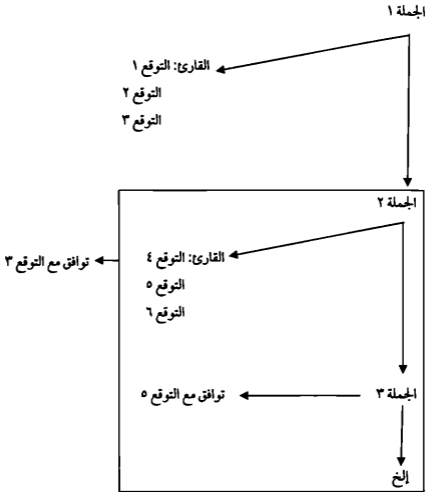 الجملة ١
القارئ: التوقع ١
التوقع ٢
التوقع ٣
الجملة ٢
القارئ: التوقع ٤
توافق مع التوقع ٣
التوقع ٥
التوقع ٦
الجملة ٣
توافق مع التوقع ٥
إلخ